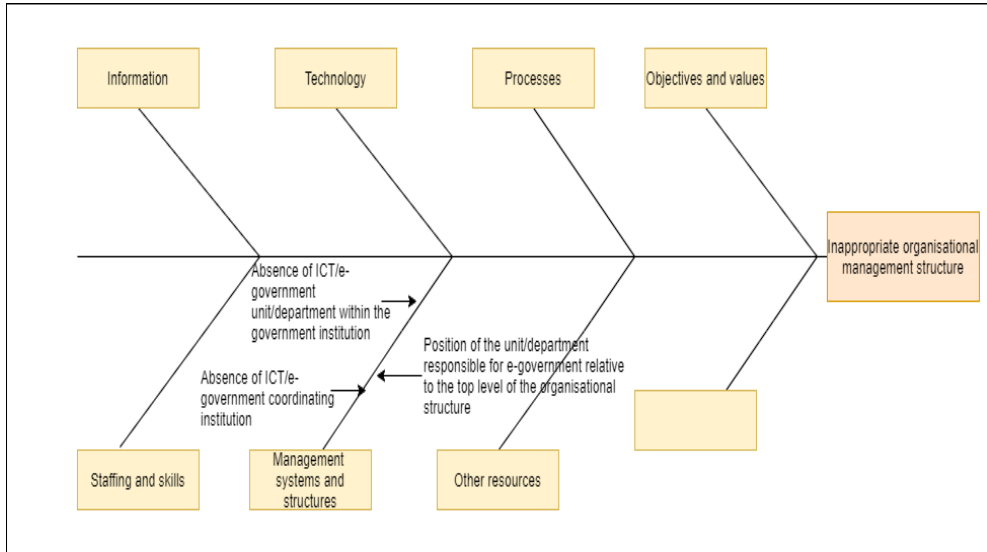 Information
Technology
Processes
Objectives and values
Inappropriate organisational
management structure
Absence of ICT/e-
government
unit/department within the
government institution
Position of the unit/department
responsible for e-government relative
to the top level of the organisational
structure
Absence of ICT/e-
government coordinating
institution
Staffing and skills
Management
systems and
structures
Other resources